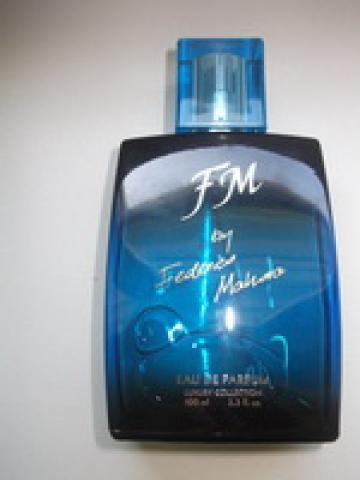 FM
by
Federico
Mahora
EAU DE PARFUM
LUXURY COLLECTION
100 ml 3.3 fl. oz.